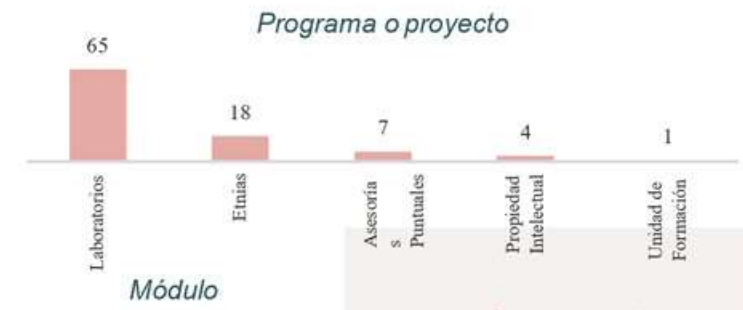 Programa o proyecto
65
18
7
4
1
Laboratorios
Etnias
Asesoría
s
Puntuales
Propiedad
Intelectual
Unidad de
Formación
Módulo